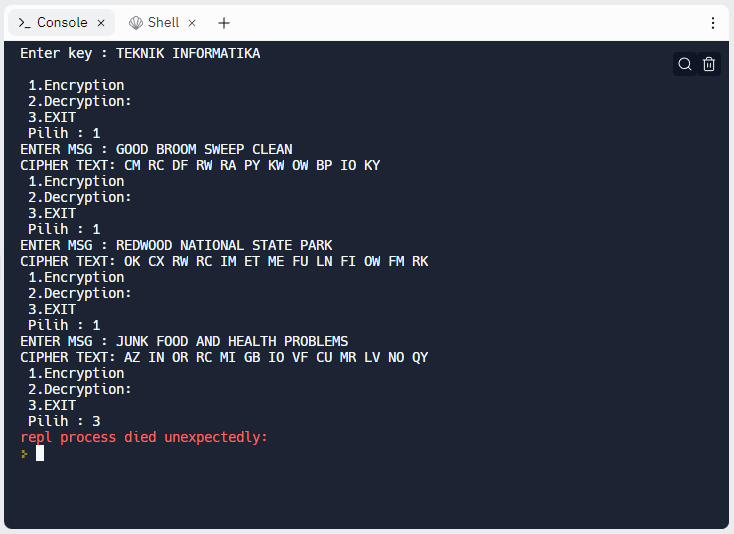 Console × Shell × +
Enter key : TEKNIK INFORMATIKA
1.Encryption
2.Decryption:
3.EXIT
Pilih : 1
ENTER MSG : GOOD BROOM SWEEP CLEAN
CIPHER TEXT: CM RC DF RW RA PY KW OW BP IO KY
1.Encryption
2.Decryption:
3.EXIT
Pilih : 1
ENTER MSG : REDWOOD NATIONAL STATE PARK
CIPHER TEXT: OK CX RW RC IM ET ME FU LN FI OW FM RK
1.Encryption
2.Decryption:
3.EXIT
Pilih : 1
ENTER MSG : JUNK FOOD AND HEALTH PROBLEMS
CIPHER TEXT: AZ IN OR RC MI GB IO VF CU MR LV NO QY
1.Encryption
2.Decryption:
3.EXIT
Pilih : 3
repl process died unexpectedly: